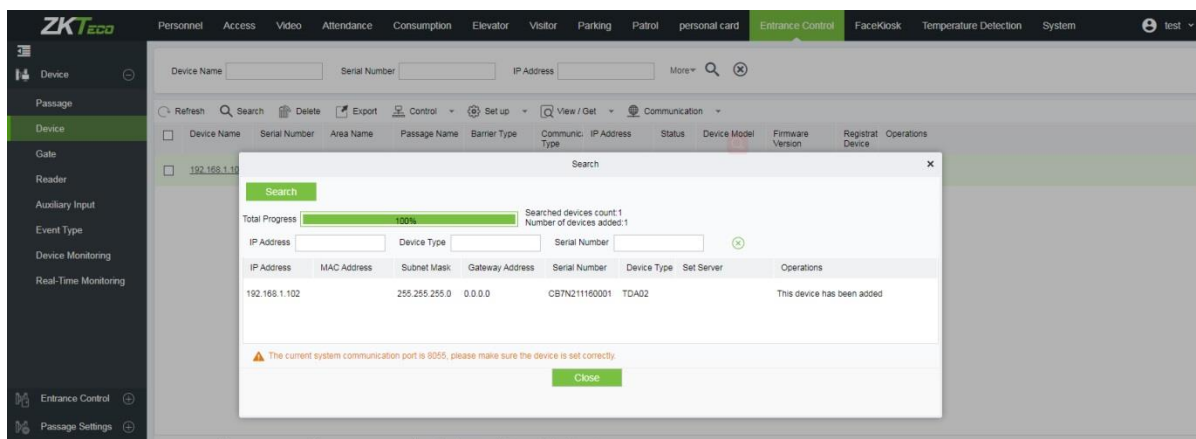 ZKTeco Personnel Access Video Attendance Consumption Elevator Visitor Parking Patrol personal card Entrance Control FaceKiosk Temperature Detection System test
Device
Passage
Device
Gate
Reader
Auxiliary Input
Event Type
Device Monitoring
Real-Time Monitoring
Entrance Control
Passage Settings
Device Name Serial Number IP Address More
Refresh Search Delete Export Control Set up View / Get Communication
Device Name Serial Number Area Name Passage Name Barrier Type Communic. Type IP Address Status Device Model Firmware Version Registrat Device Operations
192.168.1.10
Search
Search
Total Progress 100% Searched devices count:1
Number of devices added:1
IP Address Device Type Serial Number
IP Address MAC Address Subnet Mask Gateway Address Serial Number Device Type Set Server Operations
192.168.1.102 255.255.255.0 0.0.0.0 CB7N211160001 TDA02 This device has been added
The current system communication port is 8055, please make sure the device is set correctly.
Close